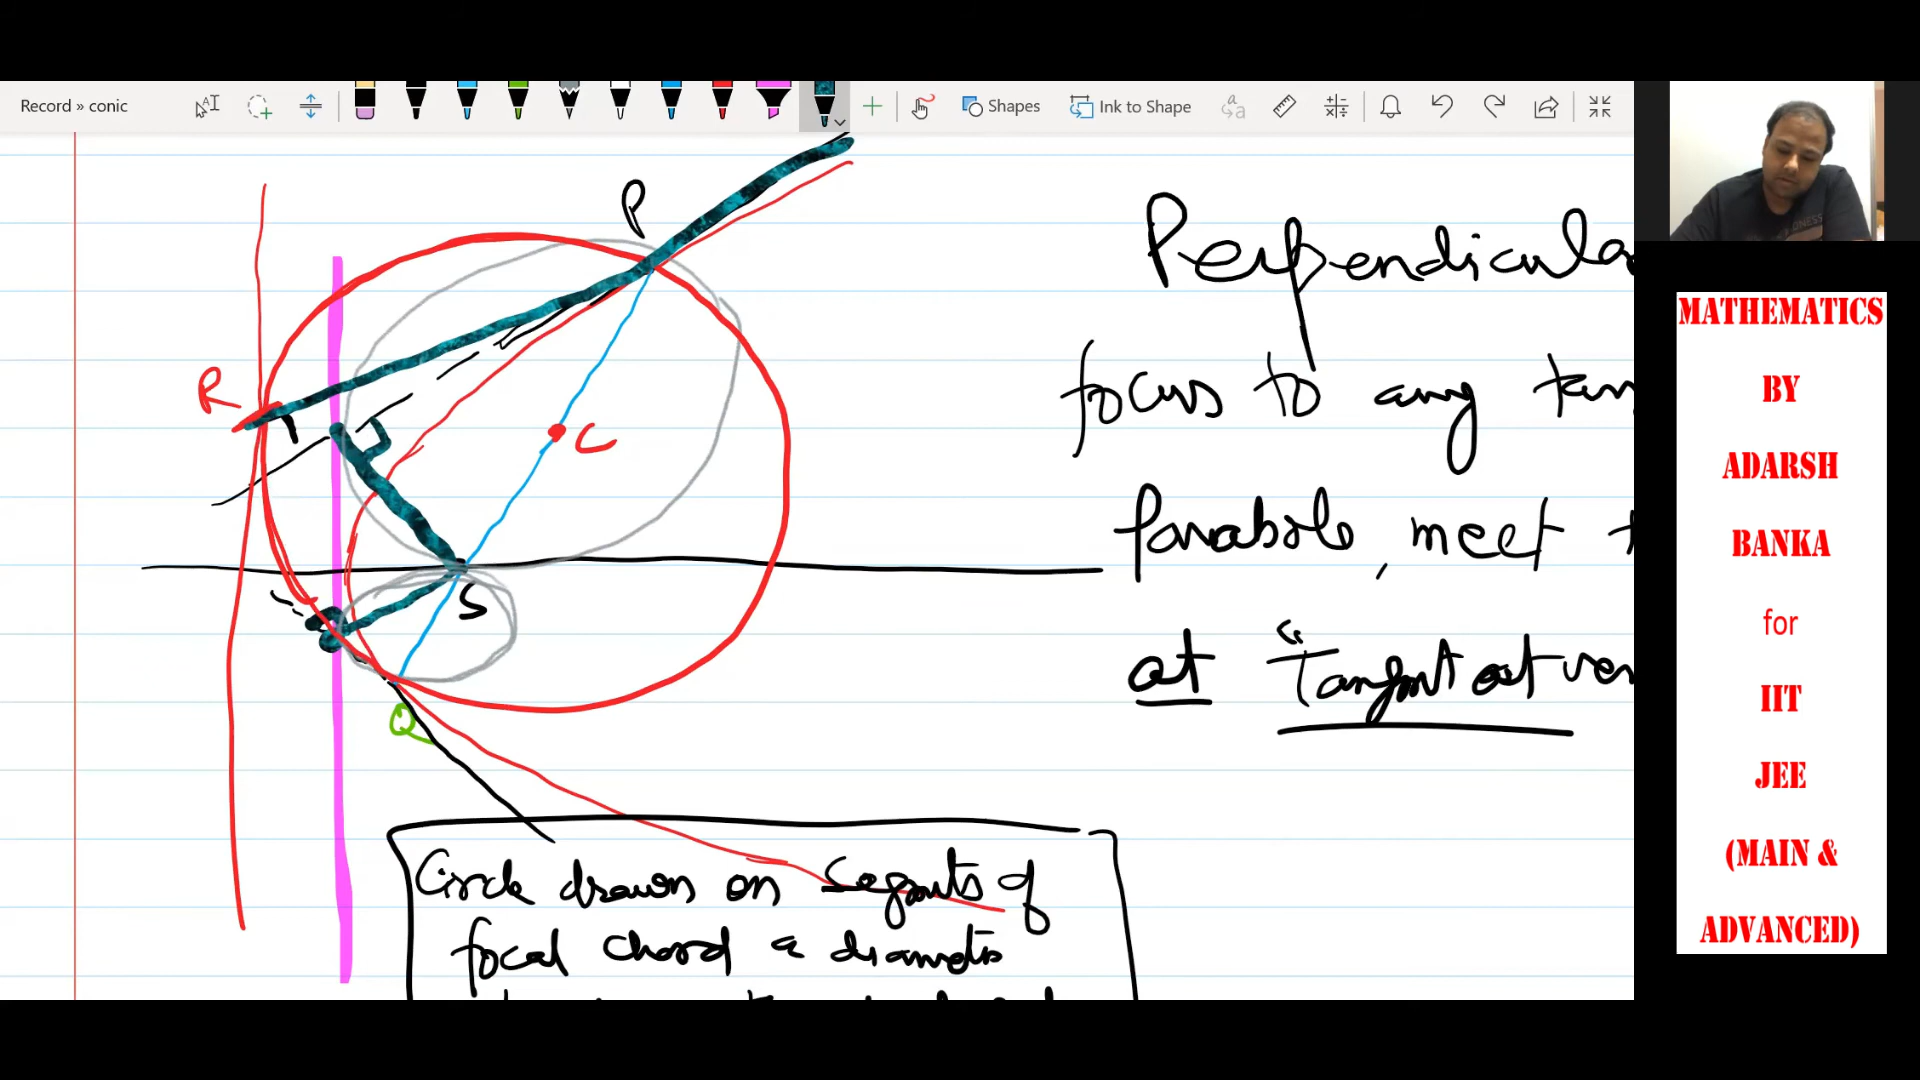 Record » conic
Shapes
Ink to Shape
P
R
C
S
Q
Perpendicula
focus to any tan
Parabola, meet t
at "Tangent at ver
Circle drawn on segments of
focal chord a diameter
MATHEMATICS
BY
ADARSH
BANKA
for
IIT
JEE
(MAIN &
ADVANCED)